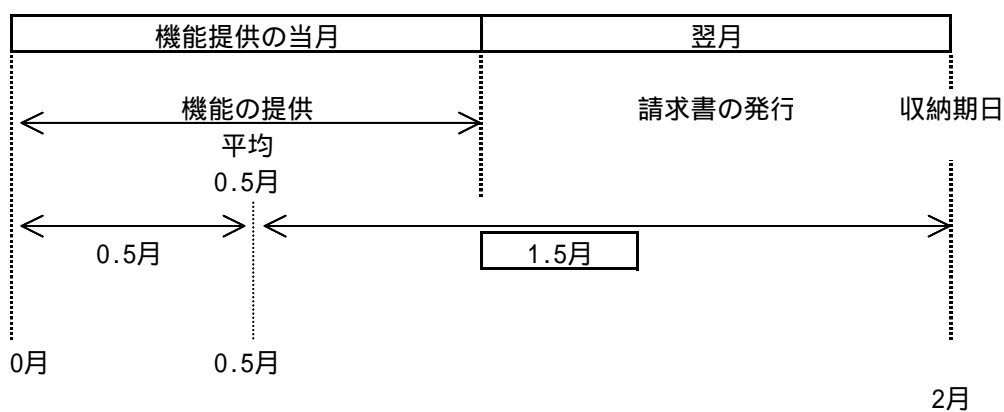 機能提供の当月 翌月
機能の提供 請求書の発行 収納期日
平均
0.5月
0.5月 1.5月
0月 0.5月
2月